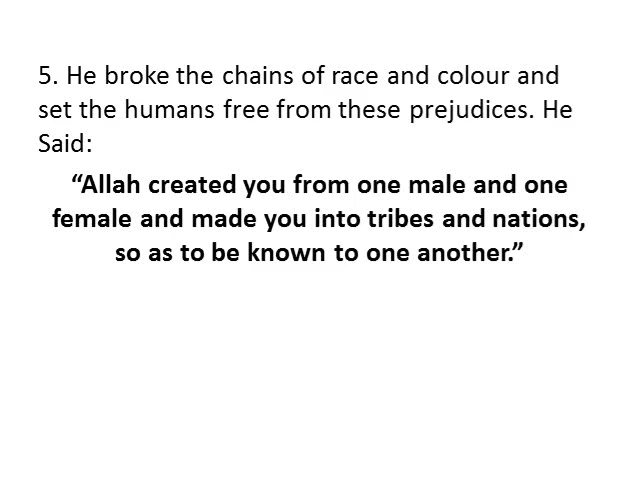 5. He broke the chains of race and colour and
set the humans free from these prejudices. He
Said:
“Allah created you from one male and one
female and made you into tribes and nations,
so as to be known to one another.”